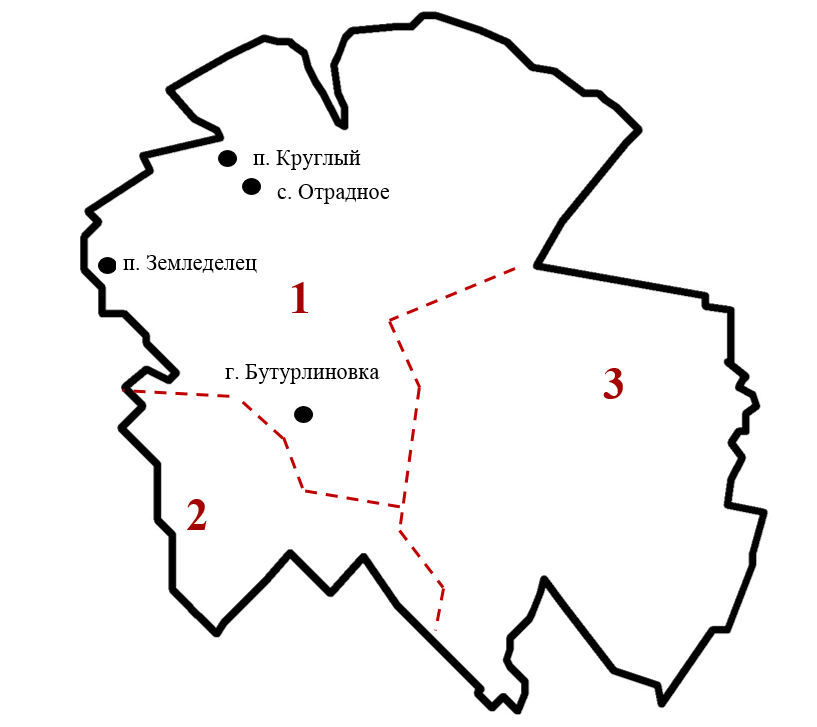 п. Круглый
с. Отрадное
п. Земледелец
1
г. Бутурлиновка
3
2